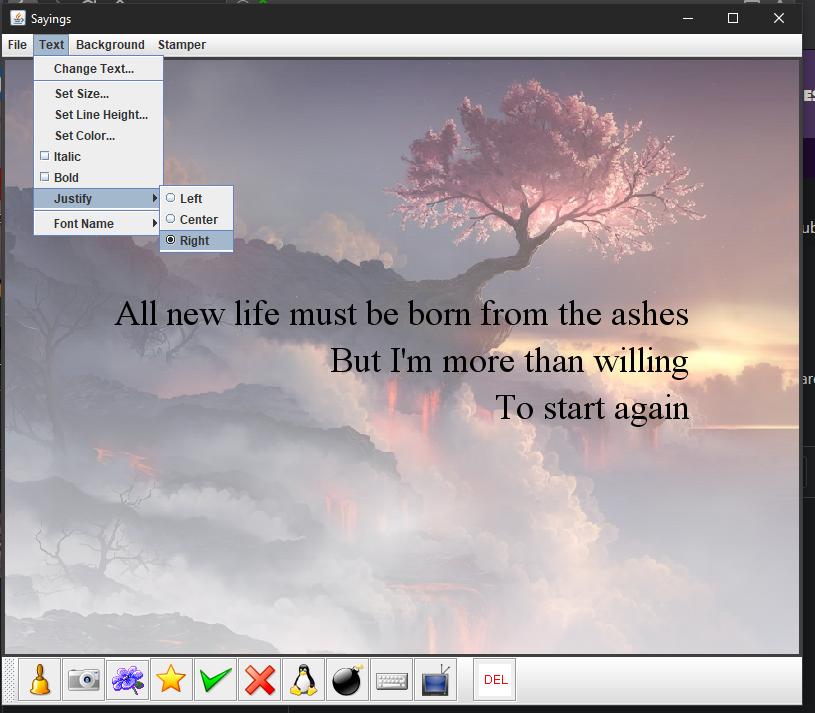 Sayings
File Text Background Stamper
Change Text...
Set Size...
Set Line Height...
Set Color...
Italic
Bold
Justify
Font Name
Left
Center
Right
All new life must be born from the ashes
But I'm more than willing
To start again
DEL